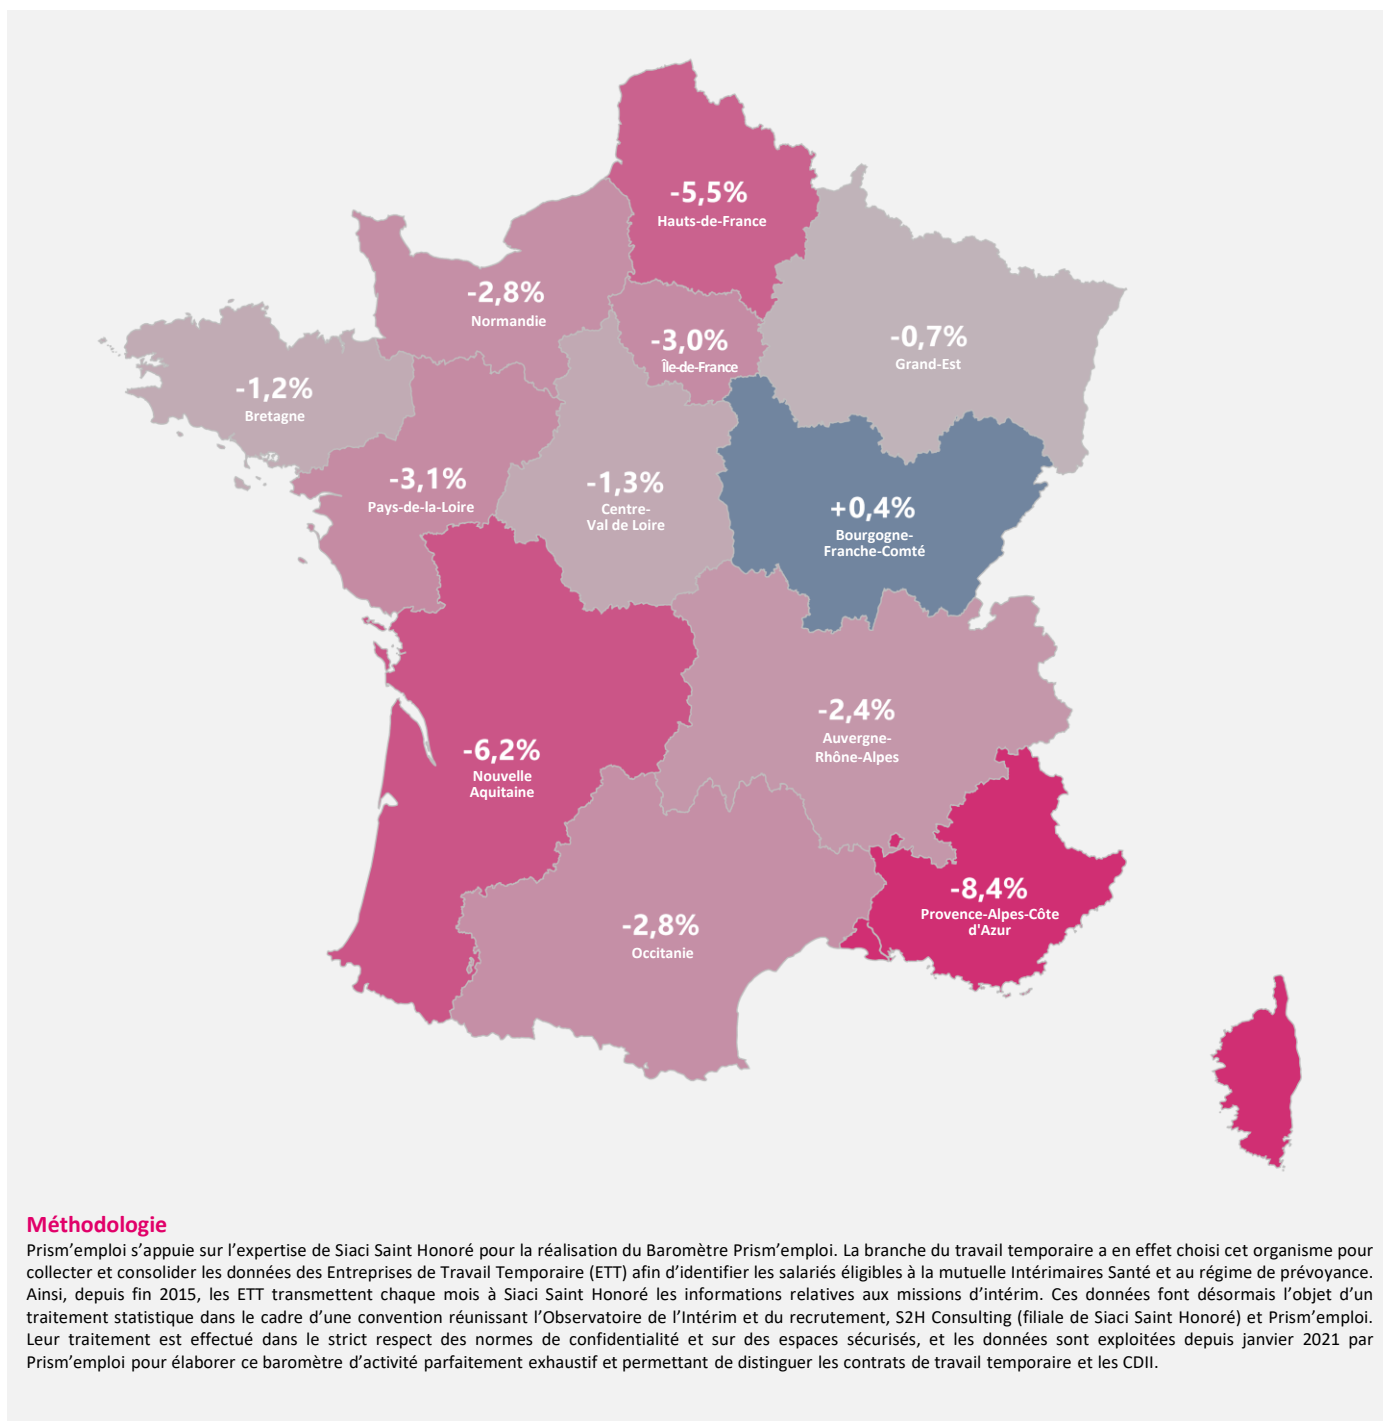 -5,5%
Hauts-de-France
-2,8%
Normandie
-3,0%
Île-de-France
-0,7%
Grand-Est
-1,2%
Bretagne
-3,1%
Pays-de-la-Loire
-1,3%
Centre-
Val de Loire
+0,4%
Bourgogne-
Franche-Comté
-6,2%
Nouvelle
Aquitaine
-2,4%
Auvergne-
Rhône-Alpes
-2,8%
Occitanie
-8,4%
Provence-Alpes-Côte
d'Azur
Méthodologie
Prism’emploi s’appuie sur l’expertise de Siaci Saint Honoré pour la réalisation du Baromètre Prism’emploi. La branche du travail temporaire a en effet choisi cet organisme pour
collecter et consolider les données des Entreprises de Travail Temporaire (ETT) afin d’identifier les salariés éligibles à la mutuelle Intérimaires Santé et au régime de prévoyance.
Ainsi, depuis fin 2015, les ETT transmettent chaque mois à Siaci Saint Honoré les informations relatives aux missions d’intérim. Ces données font désormais l’objet d’un
traitement statistique dans le cadre d’une convention réunissant l’Observatoire de l’Intérim et du recrutement, S2H Consulting (filiale de Siaci Saint Honoré) et Prism’emploi.
Leur traitement est effectué dans le strict respect des normes de confidentialité et sur des espaces sécurisés, et les données sont exploitées depuis janvier 2021 par
Prism’emploi pour élaborer ce baromètre d’activité parfaitement exhaustif et permettant de distinguer les contrats de travail temporaire et les CDII.